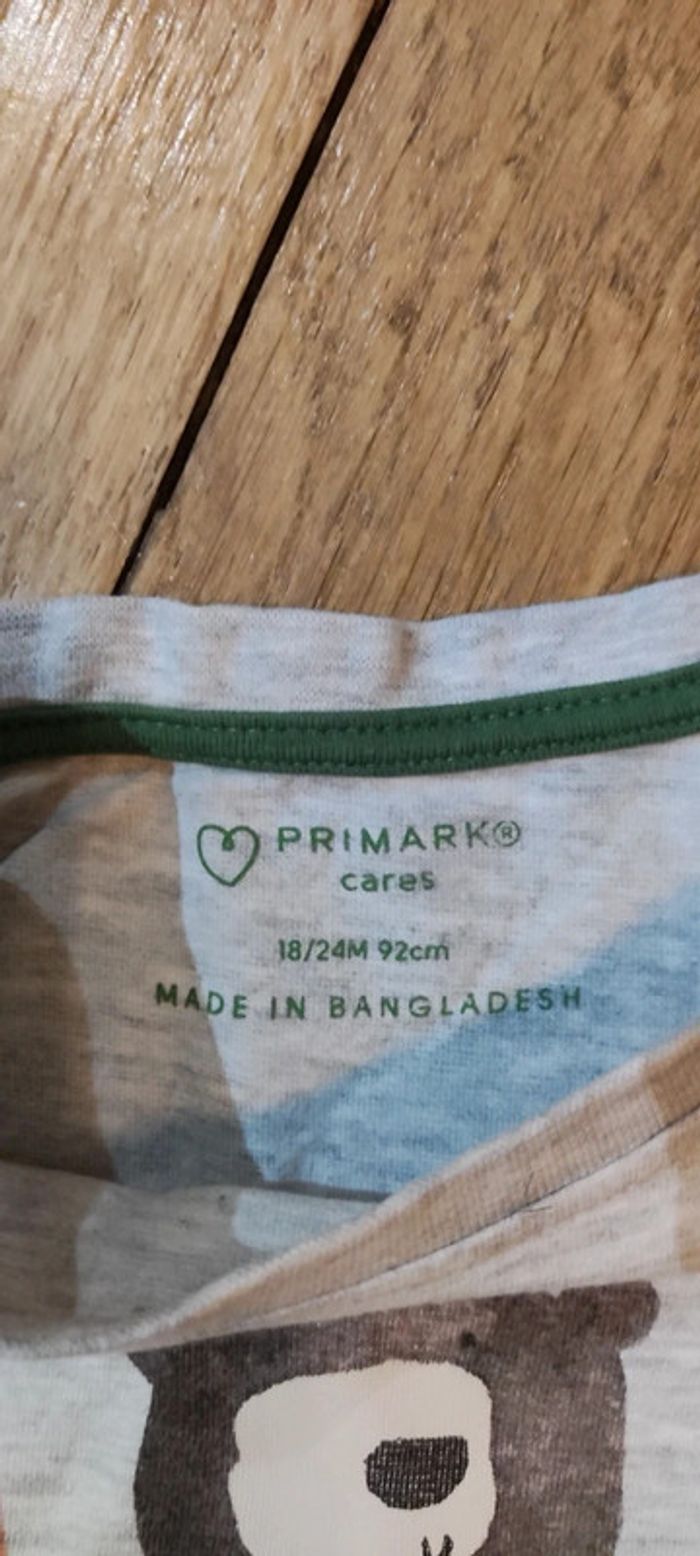 PRIMARK®
cares
18/24M 92cm
MADE IN BANGLADESH